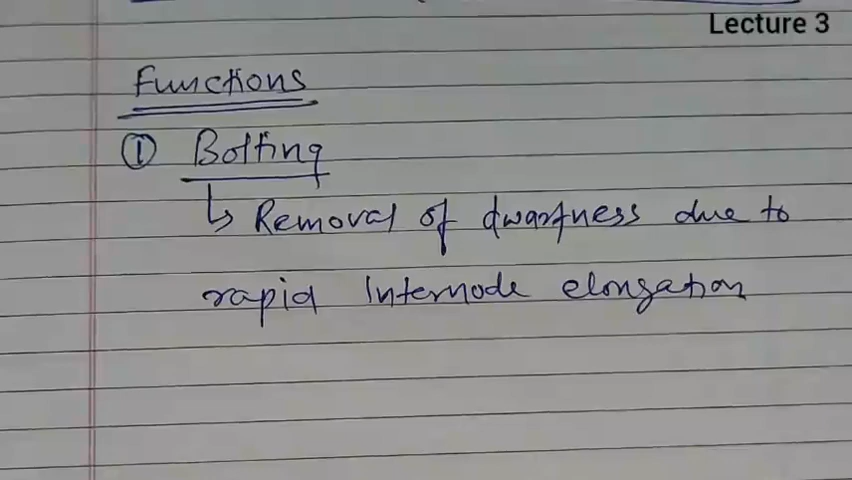 Lecture 3
Functions
① Bolting
↳ Removal of dwarfness due to
rapid Internode elongation